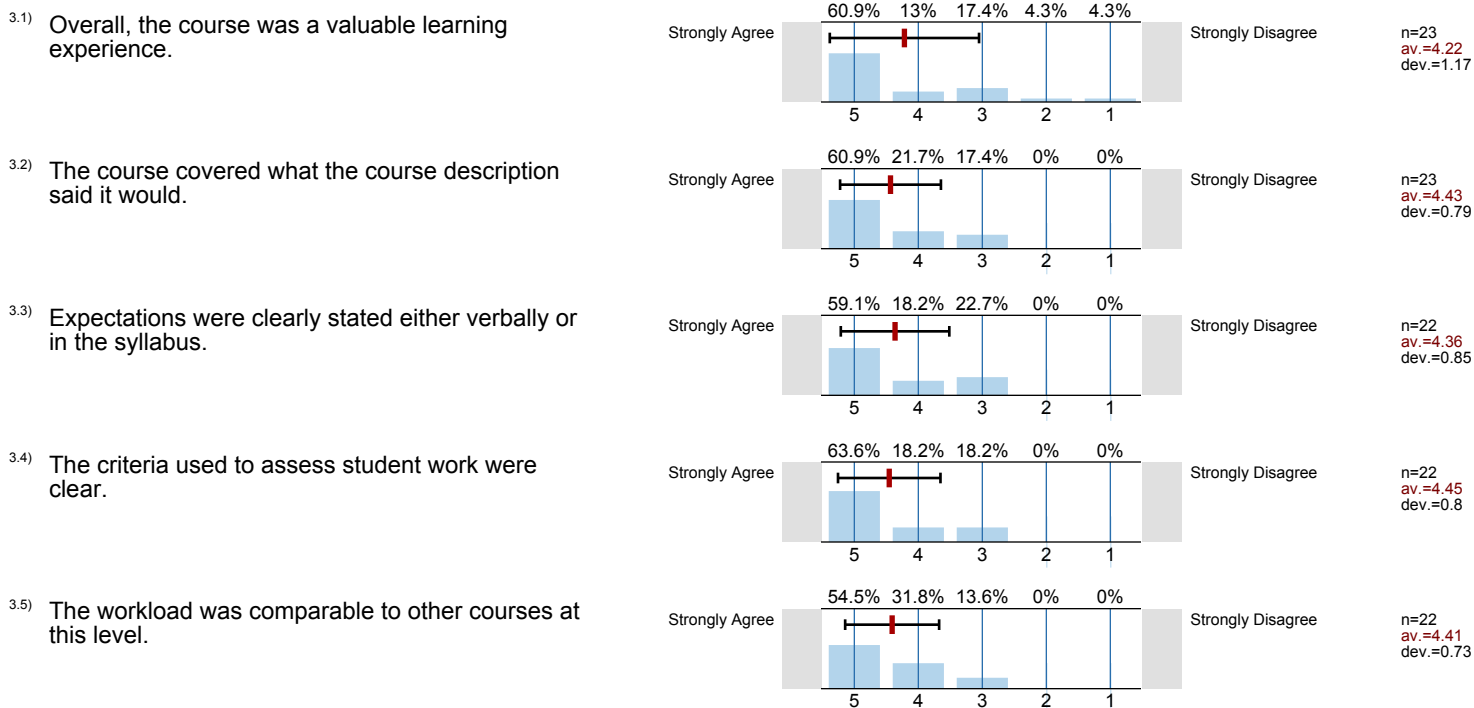 60.9% 13% 17.4% 4.3% 4.3%
3.1) Overall, the course was a valuable learning
experience.
Strongly Agree
Strongly Disagree
n=23
av.=4.22
dev.=1.17
5 4 3 2 1
60.9% 21.7% 17.4% 0% 0%
3.2) The course covered what the course description
said it would.
Strongly Agree
Strongly Disagree
n=23
av.=4.43
dev.=0.79
5 4 3 2 1
59.1% 18.2% 22.7% 0% 0%
3.3) Expectations were clearly stated either verbally or
in the syllabus.
Strongly Agree
Strongly Disagree
n=22
av.=4.36
dev.=0.85
5 4 3 2 1
63.6% 18.2% 18.2% 0% 0%
3.4) The criteria used to assess student work were
clear.
Strongly Agree
Strongly Disagree
n=22
av.=4.45
dev.=0.8
5 4 3 2 1
54.5% 31.8% 13.6% 0% 0%
3.5) The workload was comparable to other courses at
this level.
Strongly Agree
Strongly Disagree
n=22
av.=4.41
dev.=0.73
5 4 3 2 1